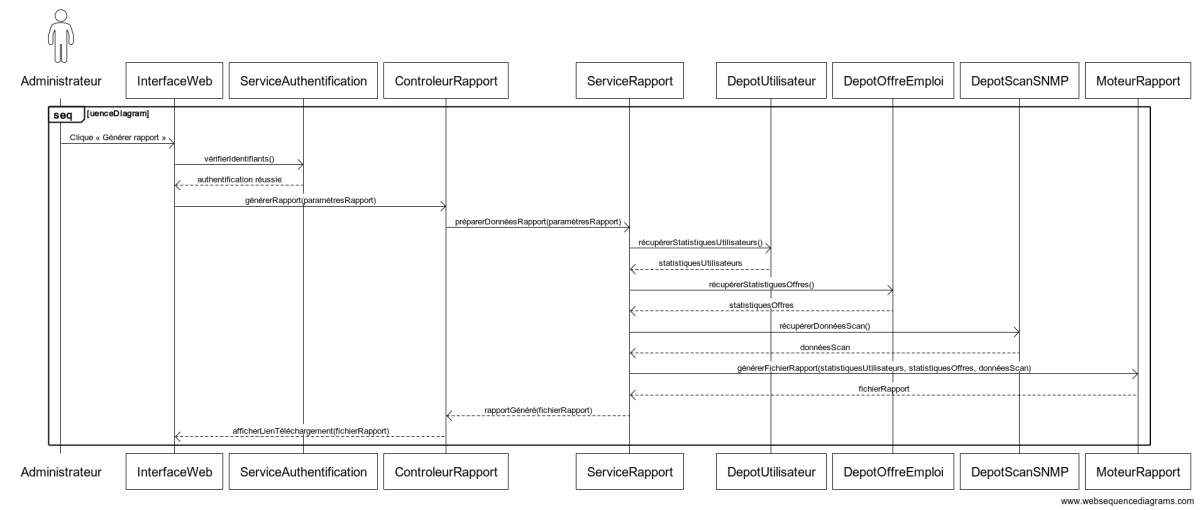 Administrateur
InterfaceWeb
ServiceAuthentification
ControleurRapport
ServiceRapport
DepotUtilisateur
DepotOffreEmploi
DepotScanSNMP
MoteurRapport
seq [uenceDiagram]
Clique « Générer rapport »
vérifierIdentifiants()
authentification réussie
générerRapport(paramètresRapport)
préparerDonnéesRapport(paramètresRapport)
récupérerStatistiquesUtilisateurs()
statistiquesUtilisateurs
récupérerStatistiquesOffres()
statistiquesOffres
récupérerDonnéesScan()
donnéesScan
générerFichierRapport(statistiquesUtilisateurs, statistiquesOffres, donnéesScan)
fichierRapport
rapportGénéré(fichierRapport)
afficherLienTéléchargement(fichierRapport)
Administrateur
InterfaceWeb
ServiceAuthentification
ControleurRapport
ServiceRapport
DepotUtilisateur
DepotOffreEmploi
DepotScanSNMP
MoteurRapport
www.websequencediagrams.com